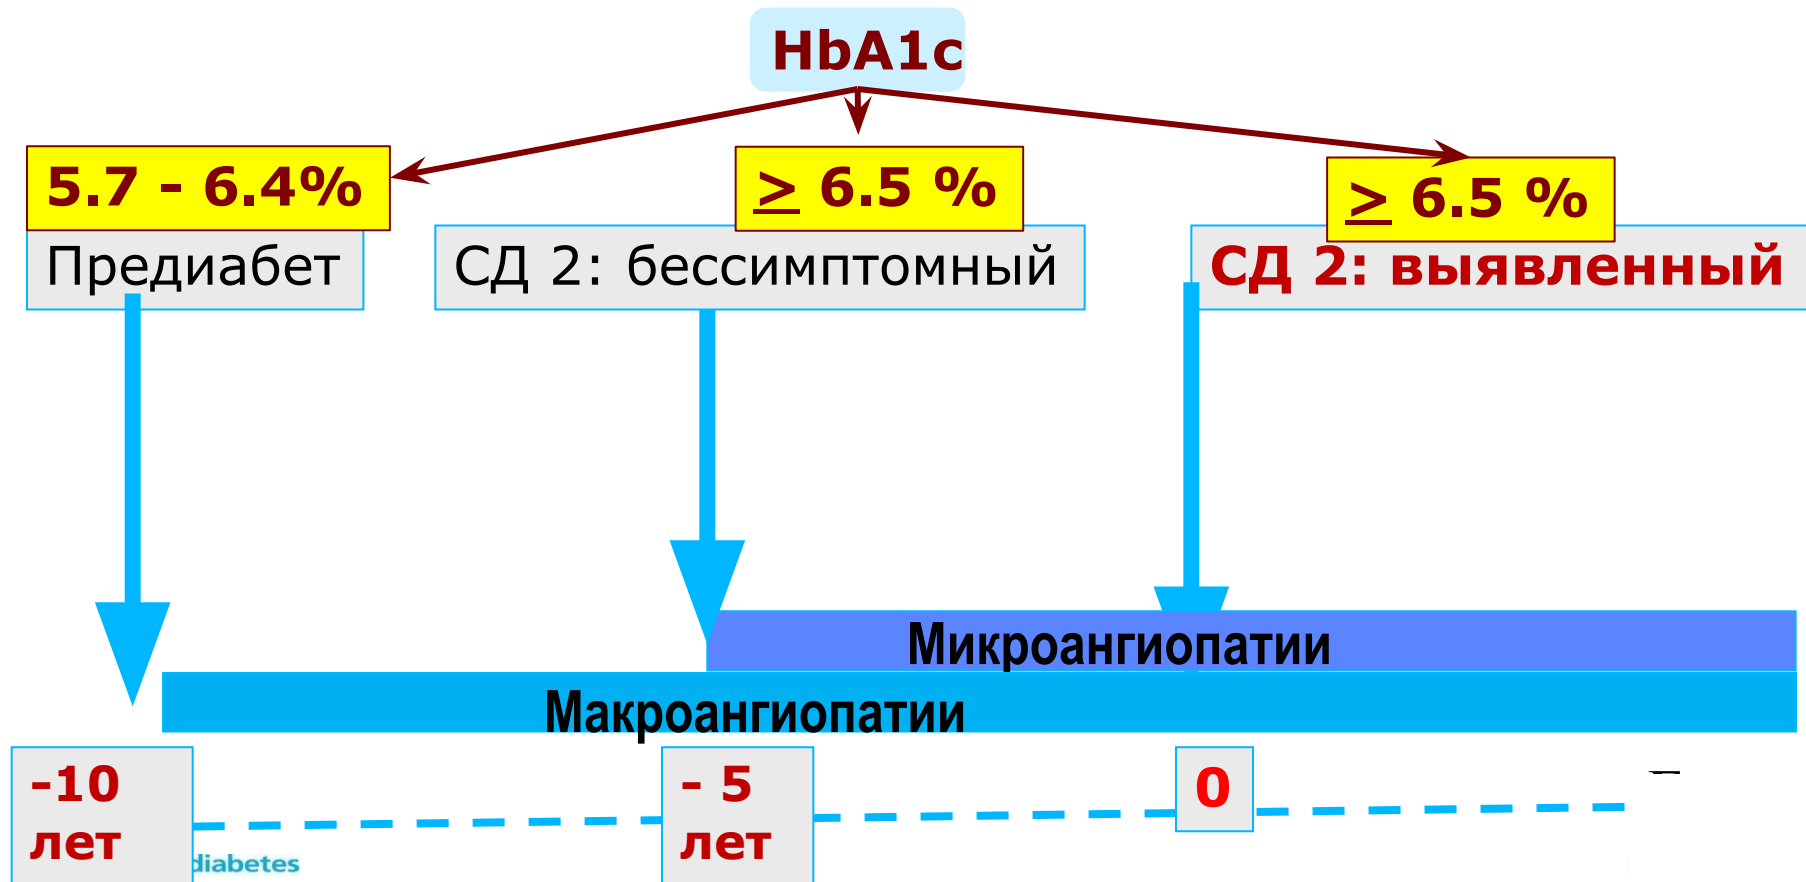 HbA1c
5.7 - 6.4%
≥ 6.5 %
≥ 6.5 %
Предиабет
СД 2: бессимптомный
СД 2: выявленный
Микроангиопатии
Макроангиопатии
-10
лет
- 5
лет
0
diabetes